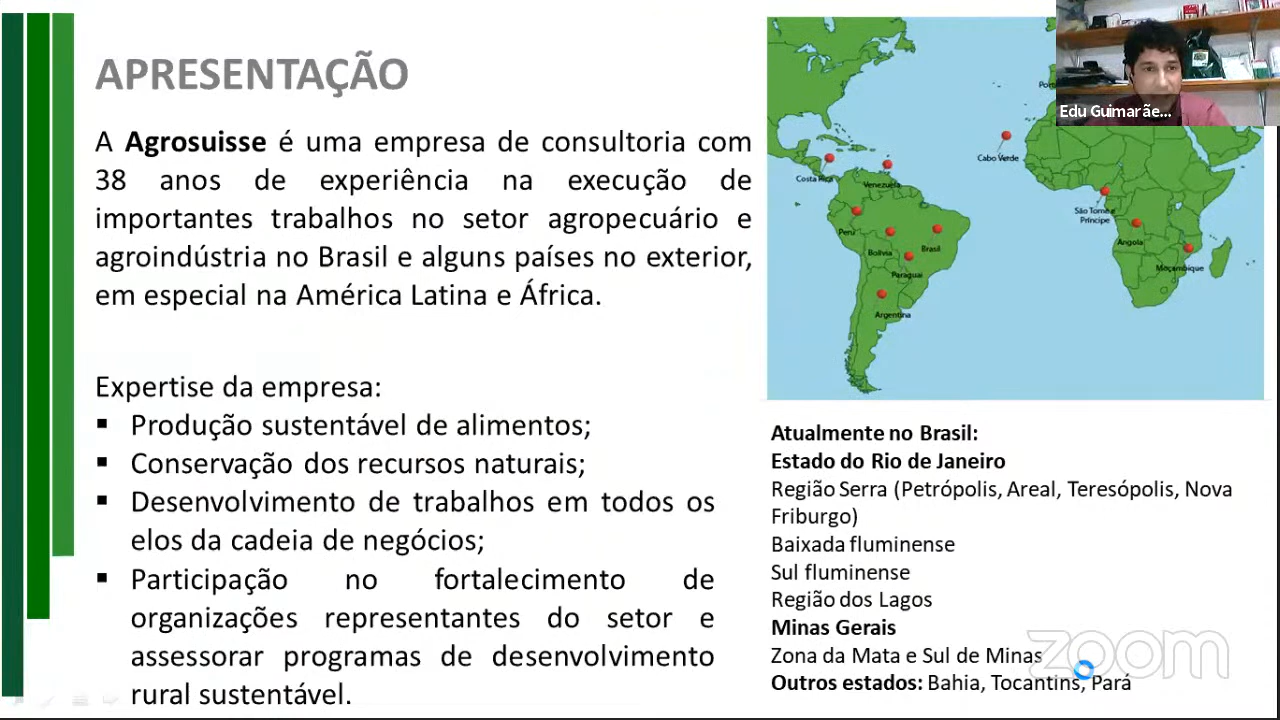 APRESENTAÇÃO
A Agrosuisse é uma empresa de consultoria com
38 anos de experiência na execução de
importantes trabalhos no setor agropecuário e
agroindústria no Brasil e alguns países no exterior,
em especial na América Latina e África.
Expertise da empresa:
▪ Produção sustentável de alimentos;
▪ Conservação dos recursos naturais;
▪ Desenvolvimento de trabalhos em todos os
elos da cadeia de negócios;
▪ Participação no fortalecimento de
organizações representantes do setor e
assessorar programas de desenvolvimento
rural sustentável.
Edu Guimarãe...
Cabo Verde
Costa Rica
Venezuela
São Tome e
Príncipe
Peru
Angola
Brasil
Bolívia
Moçambique
Paraguai
Argentina
Atualmente no Brasil:
Estado do Rio de Janeiro
Região Serra (Petrópolis, Areal, Teresópolis, Nova
Friburgo)
Baixada fluminense
Sul fluminense
Região dos Lagos
Minas Gerais
Zona da Mata e Sul de Minas
Outros estados: Bahia, Tocantins, Pará
zoom